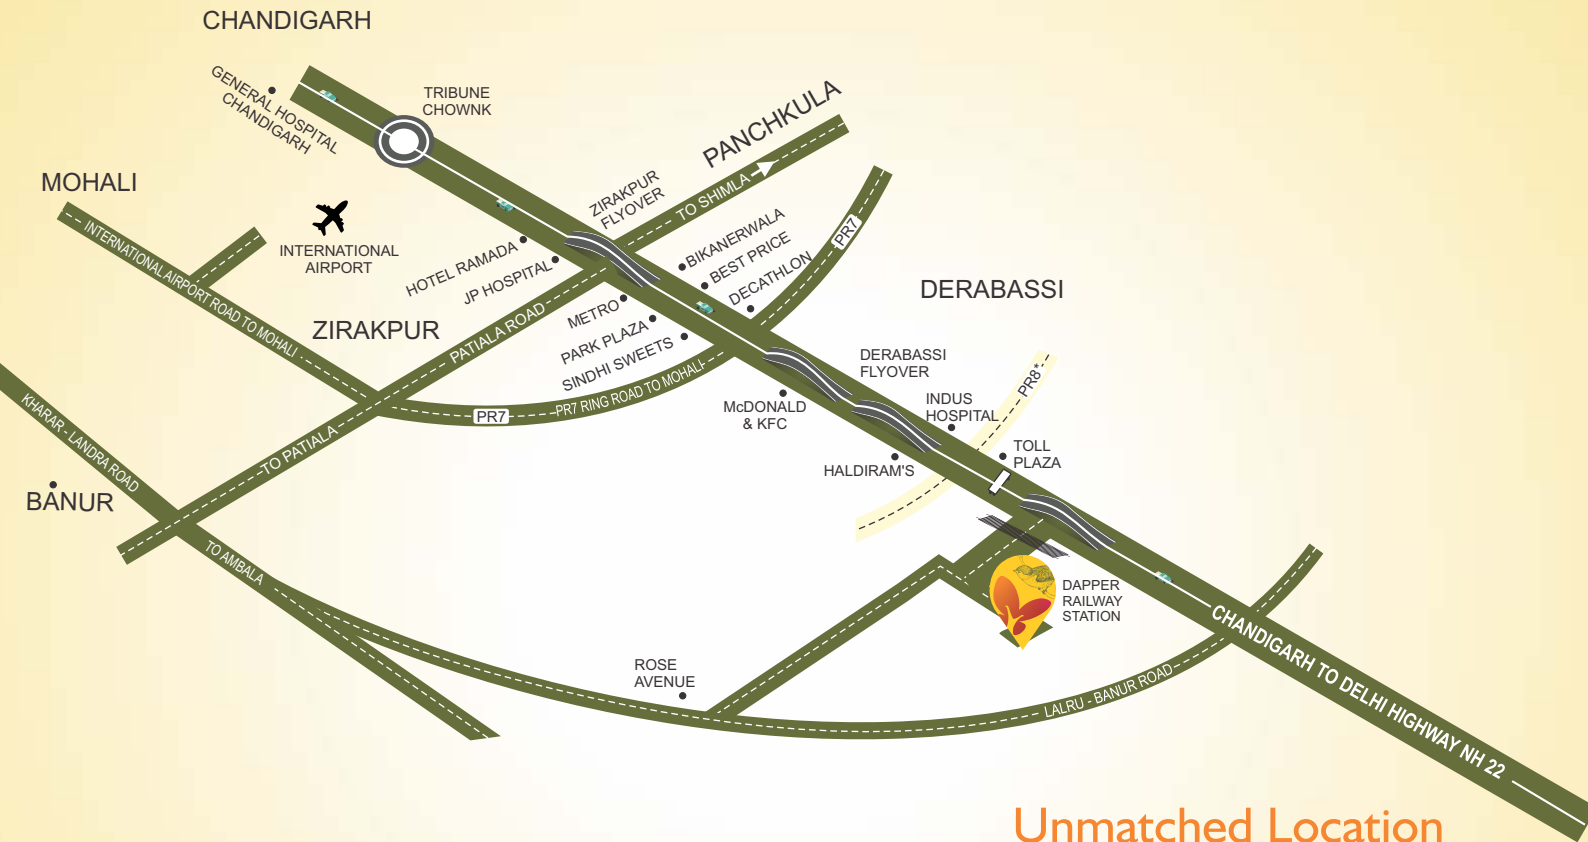 CHANDIGARH
GENERAL HOSPITAL
CHANDIGARH
TRIBUNE
CHOWNK
PANCHKULA
MOHALI
INTERNATIONAL
AIRPORT
ZIRAKPUR
FLYOVER
TO SHIMLA
PR7
INTERNATIONAL AIRPORT ROAD TO MOHALI
HOTEL RAMADA
JP HOSPITAL
BIKANERWALA
BEST PRICE
DECATHLON
DERABASSI
ZIRAKPUR
PATIALA ROAD
METRO
PARK PLAZA
SINDHI SWEETS
PR7
PR7 RING ROAD TO MOHALI
DERABASSI
FLYOVER
McDONALD
& KFC
INDUS
HOSPITAL
PR8*
KHARAR - LANDRA ROAD
TO PATIALA
HALDIRAM'S
TOLL
PLAZA
BANUR
TO AMBALA
DAPPER
RAILWAY
STATION
ROSE
AVENUE
LALRU - BANUR ROAD
CHANDIGARH TO DELHI HIGHWAY NH 22
Unmatched Location